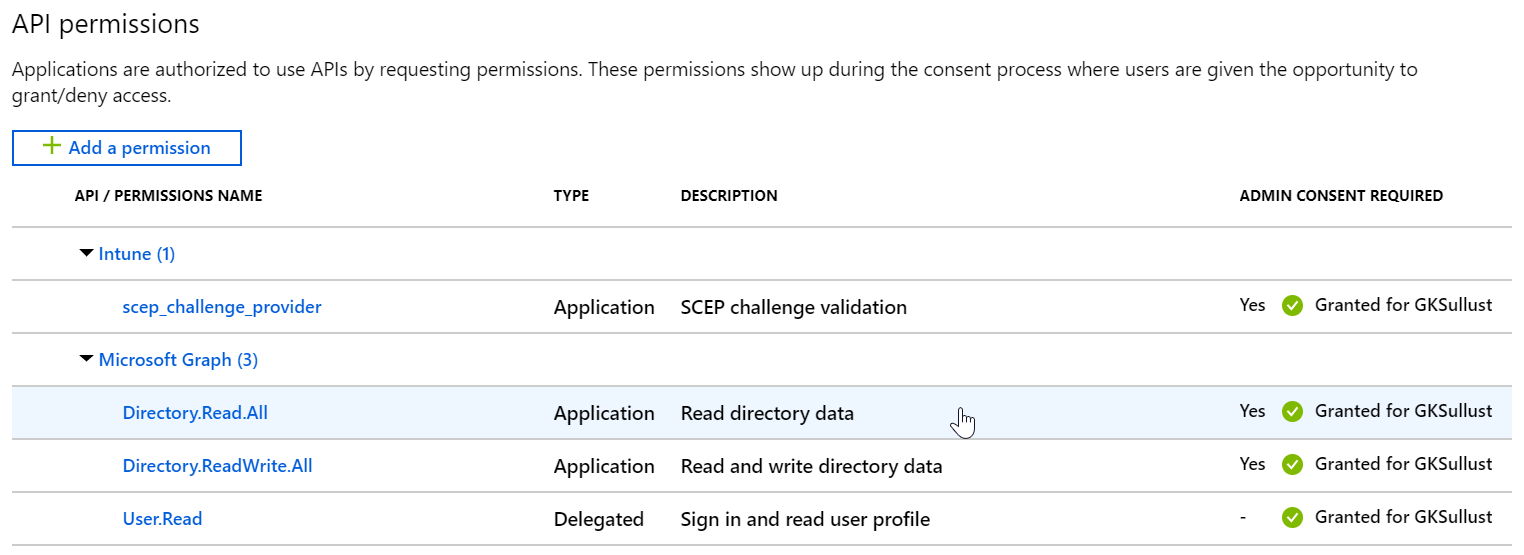 API permissions
Applications are authorized to use APIs by requesting permissions. These permissions show up during the consent process where users are given the opportunity to
grant/deny access.
Add a permission
API / PERMISSIONS NAME TYPE DESCRIPTION ADMIN CONSENT REQUIRED
Intune (1)
scep_challenge_provider Application SCEP challenge validation Yes Granted for GKSullust
Microsoft Graph (3)
Directory.Read.All Application Read directory data Yes Granted for GKSullust
Directory.ReadWrite.All Application Read and write directory data Yes Granted for GKSullust
User.Read Delegated Sign in and read user profile - Granted for GKSullust